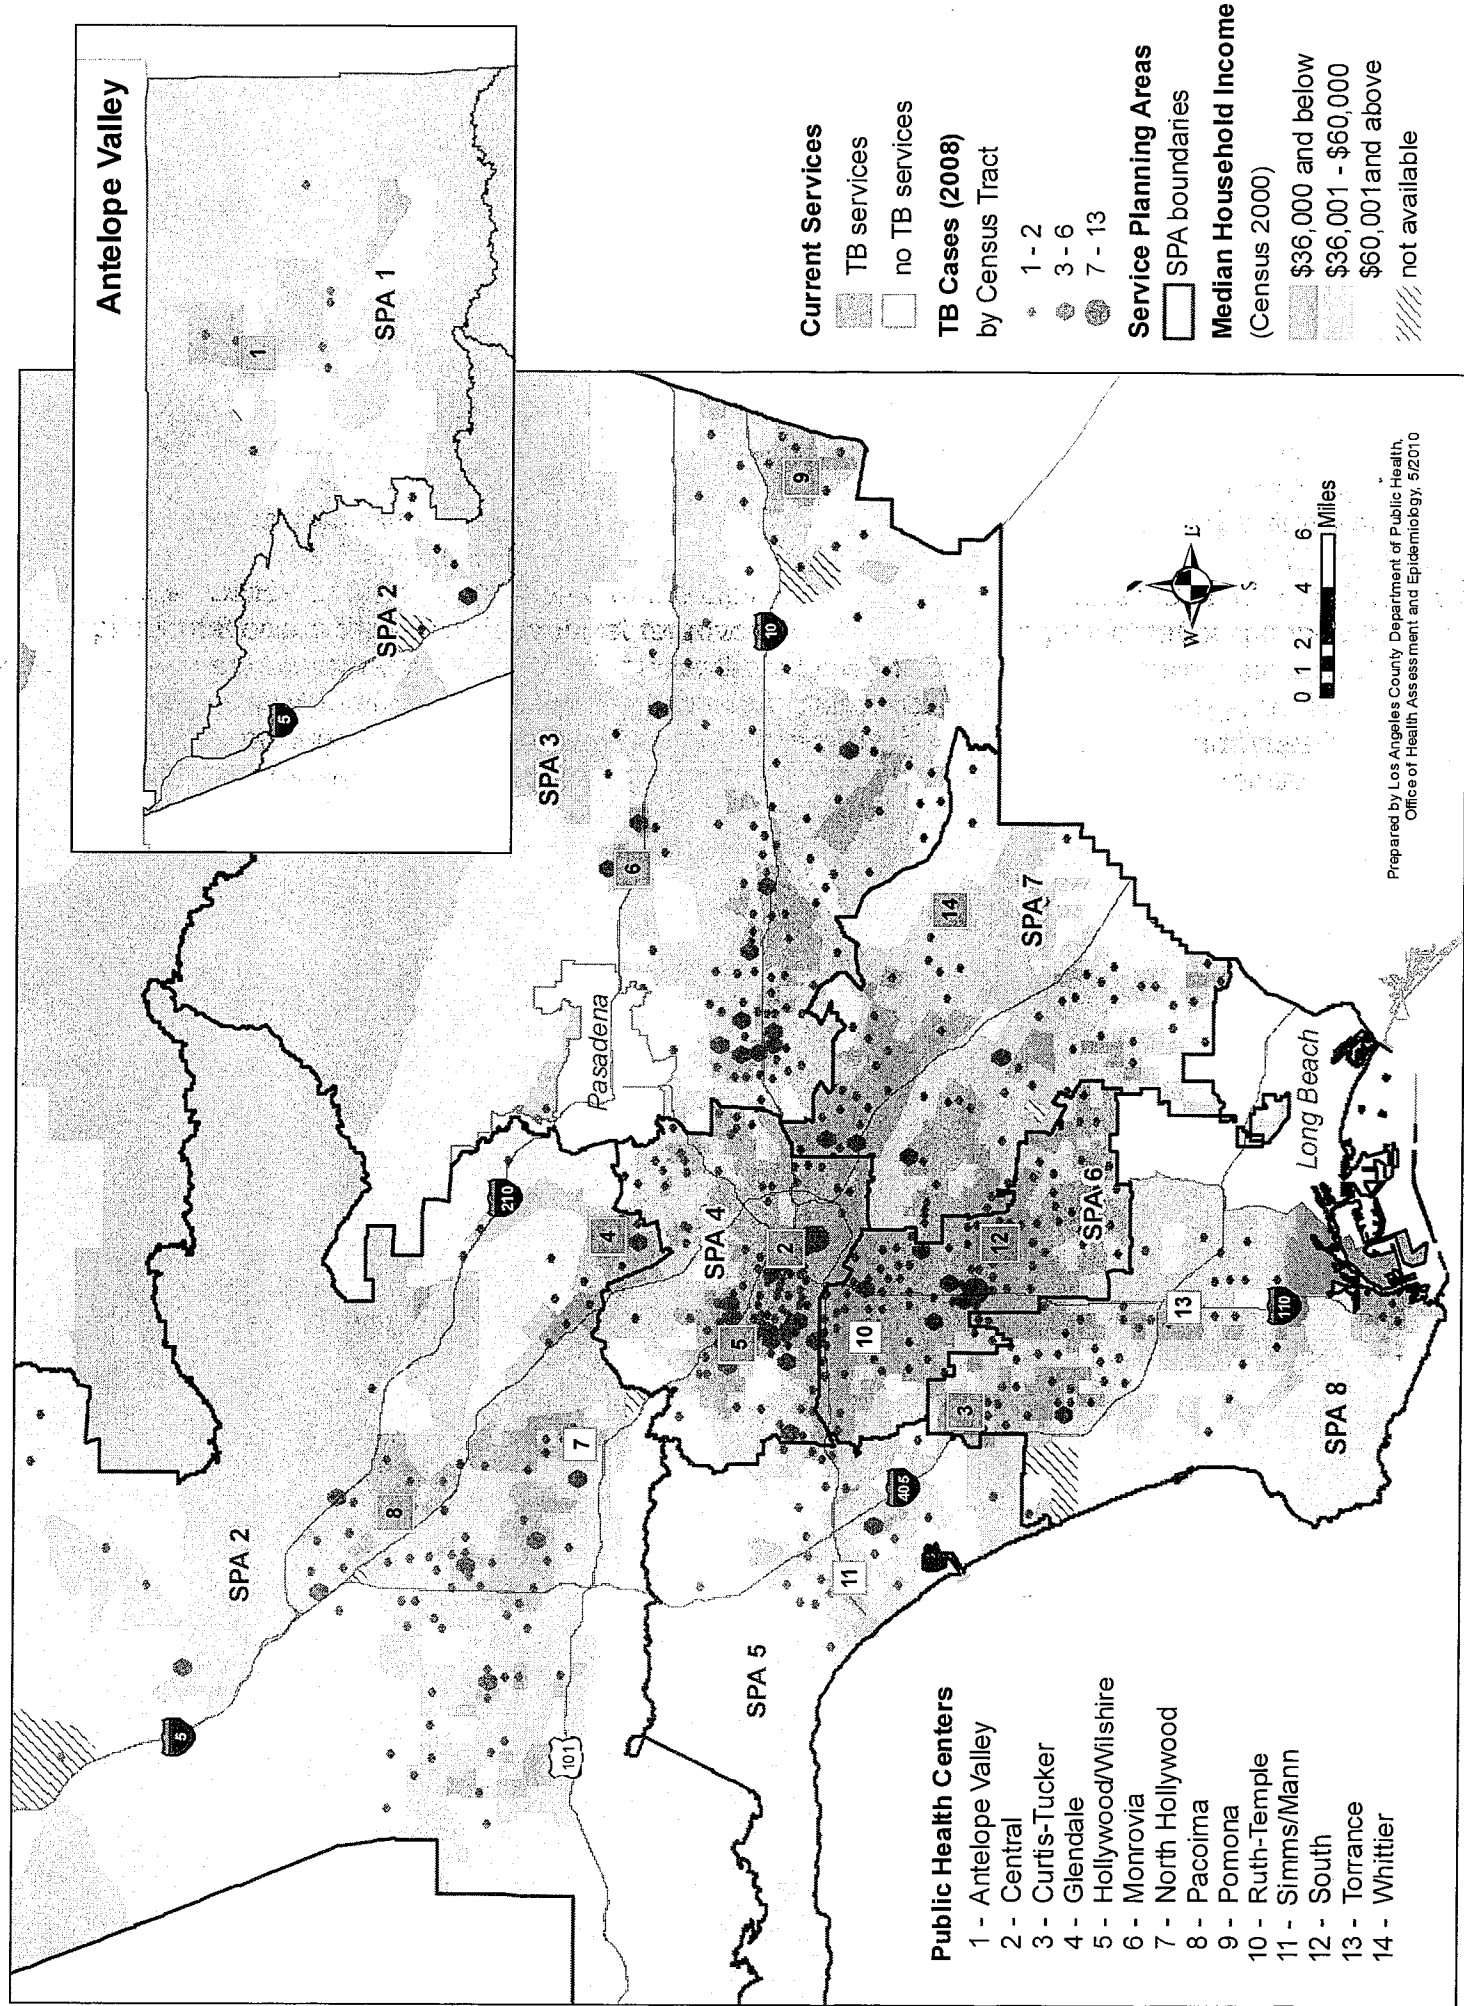 Antelope Valley
SPA 1
SPA 2
1
5
Current Services
TB services
no TB services
TB Cases (2008)
by Census Tract
1 - 2
3 - 6
7 - 13
Service Planning Areas
SPA boundaries
Median Household Income
(Census 2000)
$36,000 and below
$36,001 - $60,000
$60,001and above
not available
SPA 2
SPA 3
SPA 4
SPA 5
SPA 6
SPA 7
SPA 8
Pasadena
Long Beach
5
101
210
10
405
110
2
3
4
5
6
7
8
9
10
11
12
13
14
W
E
S
0 1 2 4 6
Miles
Public Health Centers
1 - Antelope Valley
2 - Central
3 - Curtis-Tucker
4 - Glendale
5 - Hollywood/Wilshire
6 - Monrovia
7 - North Hollywood
8 - Pacoima
9 - Pomona
10 - Ruth-Temple
11 - Simms/Mann
12 - South
13 - Torrance
14 - Whittier
Prepared by Los Angeles County Department of Public Health,
Office of Health Assessment and Epidemiology, 5/2010